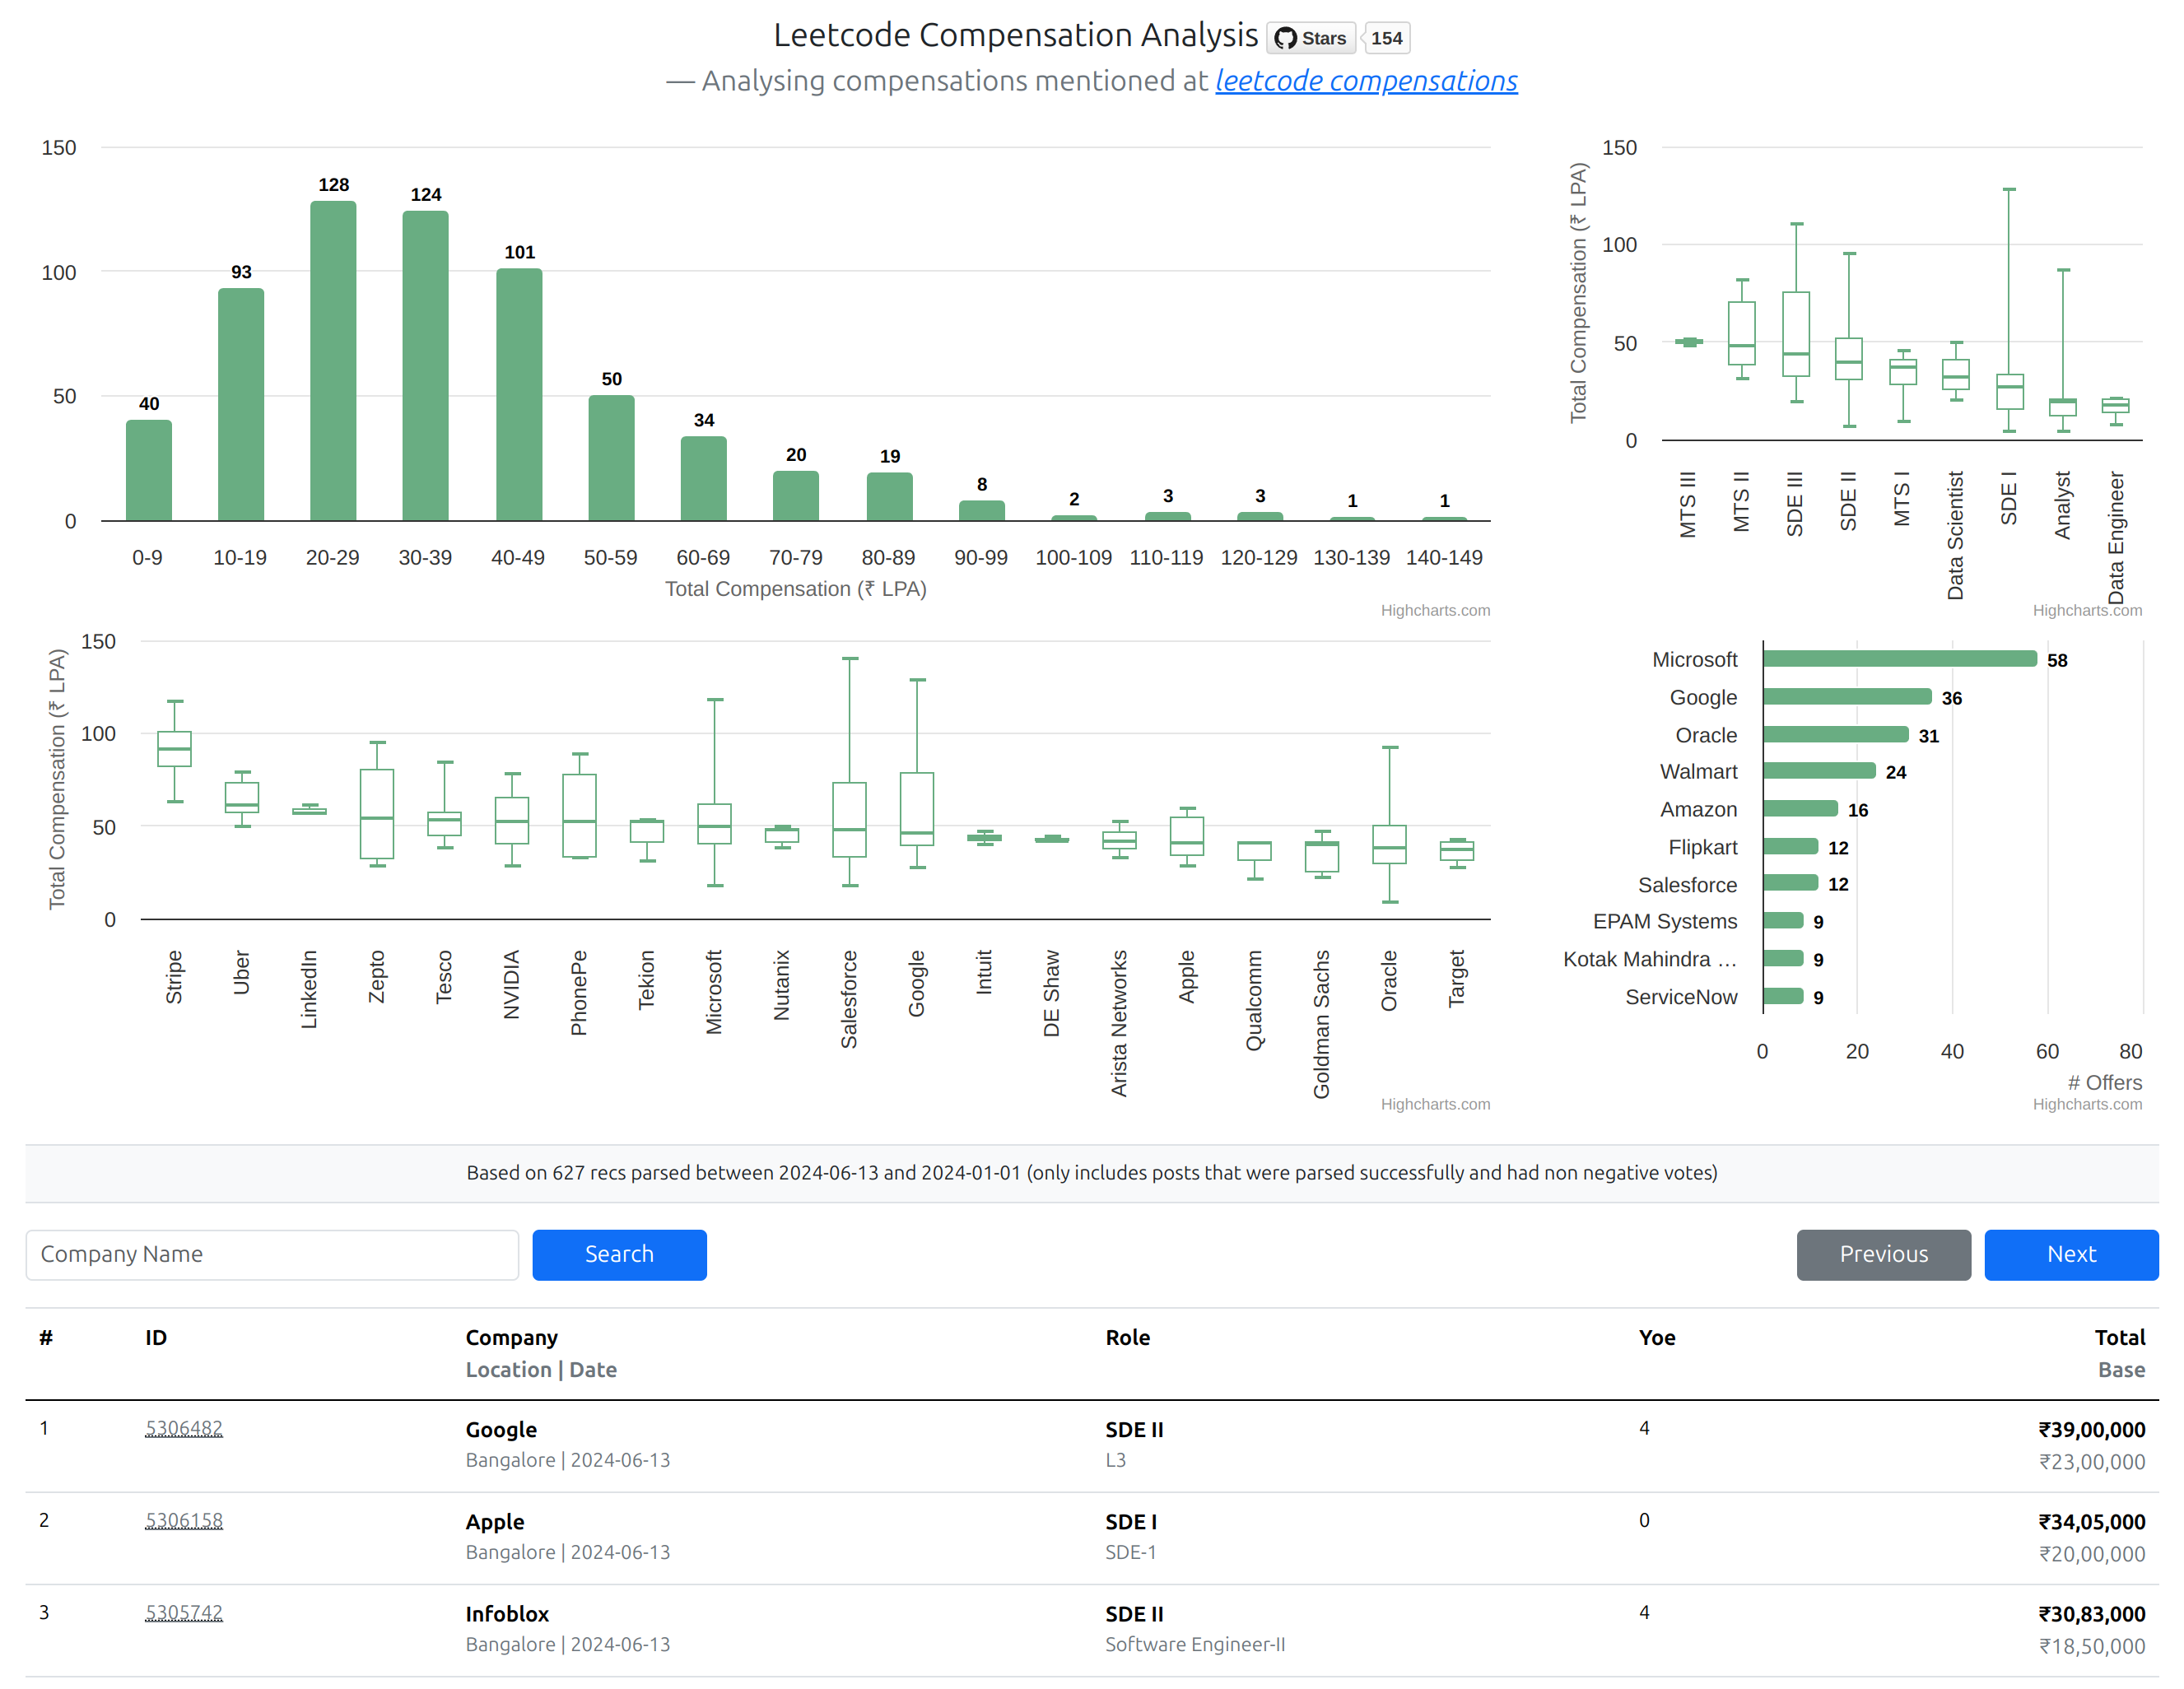 Leetcode Compensation Analysis Stars 154
— Analysing compensations mentioned at leetcode compensations
150
100
50
0
40
93
128
124
101
50
34
20
19
8
2
3
3
1
1
0-9 10-19 20-29 30-39 40-49 50-59 60-69 70-79 80-89 90-99 100-109 110-119 120-129 130-139 140-149
Total Compensation (₹ LPA)
Highcharts.com
Total Compensation (₹ LPA)
150
100
50
0
MTS III
MTS II
SDE III
SDE II
MTS I
Data Scientist
SDE I
Analyst
Data Engineer
Highcharts.com
Total Compensation (₹ LPA)
150
100
50
0
Stripe
Uber
LinkedIn
Zepto
Tesco
NVIDIA
PhonePe
Tekion
Microsoft
Nutanix
Salesforce
Google
Intuit
DE Shaw
Arista Networks
Apple
Qualcomm
Goldman Sachs
Oracle
Target
Highcharts.com
Microsoft 58
Google 36
Oracle 31
Walmart 24
Amazon 16
Flipkart 12
Salesforce 12
EPAM Systems 9
Kotak Mahindra … 9
ServiceNow 9
0 20 40 60 80
# Offers
Highcharts.com
Based on 627 recs parsed between 2024-06-13 and 2024-01-01 (only includes posts that were parsed successfully and had non negative votes)
Company Name Search Previous Next
# ID Company Role Yoe Total
Location | Date Base
1 5306482 Google SDE II 4 ₹39,00,000
Bangalore | 2024-06-13 L3 ₹23,00,000
2 5306158 Apple SDE I 0 ₹34,05,000
Bangalore | 2024-06-13 SDE-1 ₹20,00,000
3 5305742 Infoblox SDE II 4 ₹30,83,000
Bangalore | 2024-06-13 Software Engineer-II ₹18,50,000